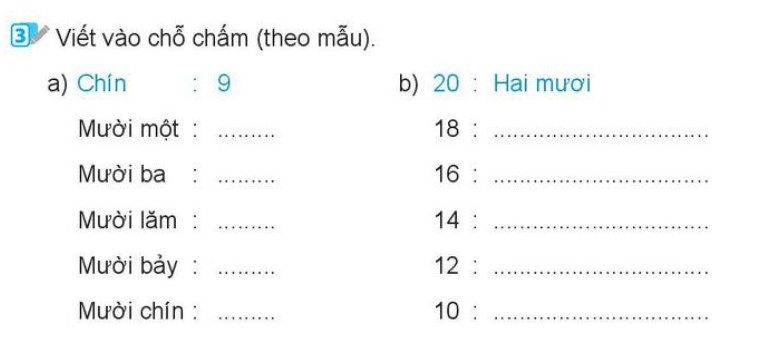 3 Viết vào chỗ chấm (theo mẫu).
a) Chín : 9 b) 20 : Hai mươi
Mười một : ......... 18 : .................................
Mười ba : ......... 16 : .................................
Mười lăm : ......... 14 : .................................
Mười bảy : ......... 12 : .................................
Mười chín : ......... 10 : .................................